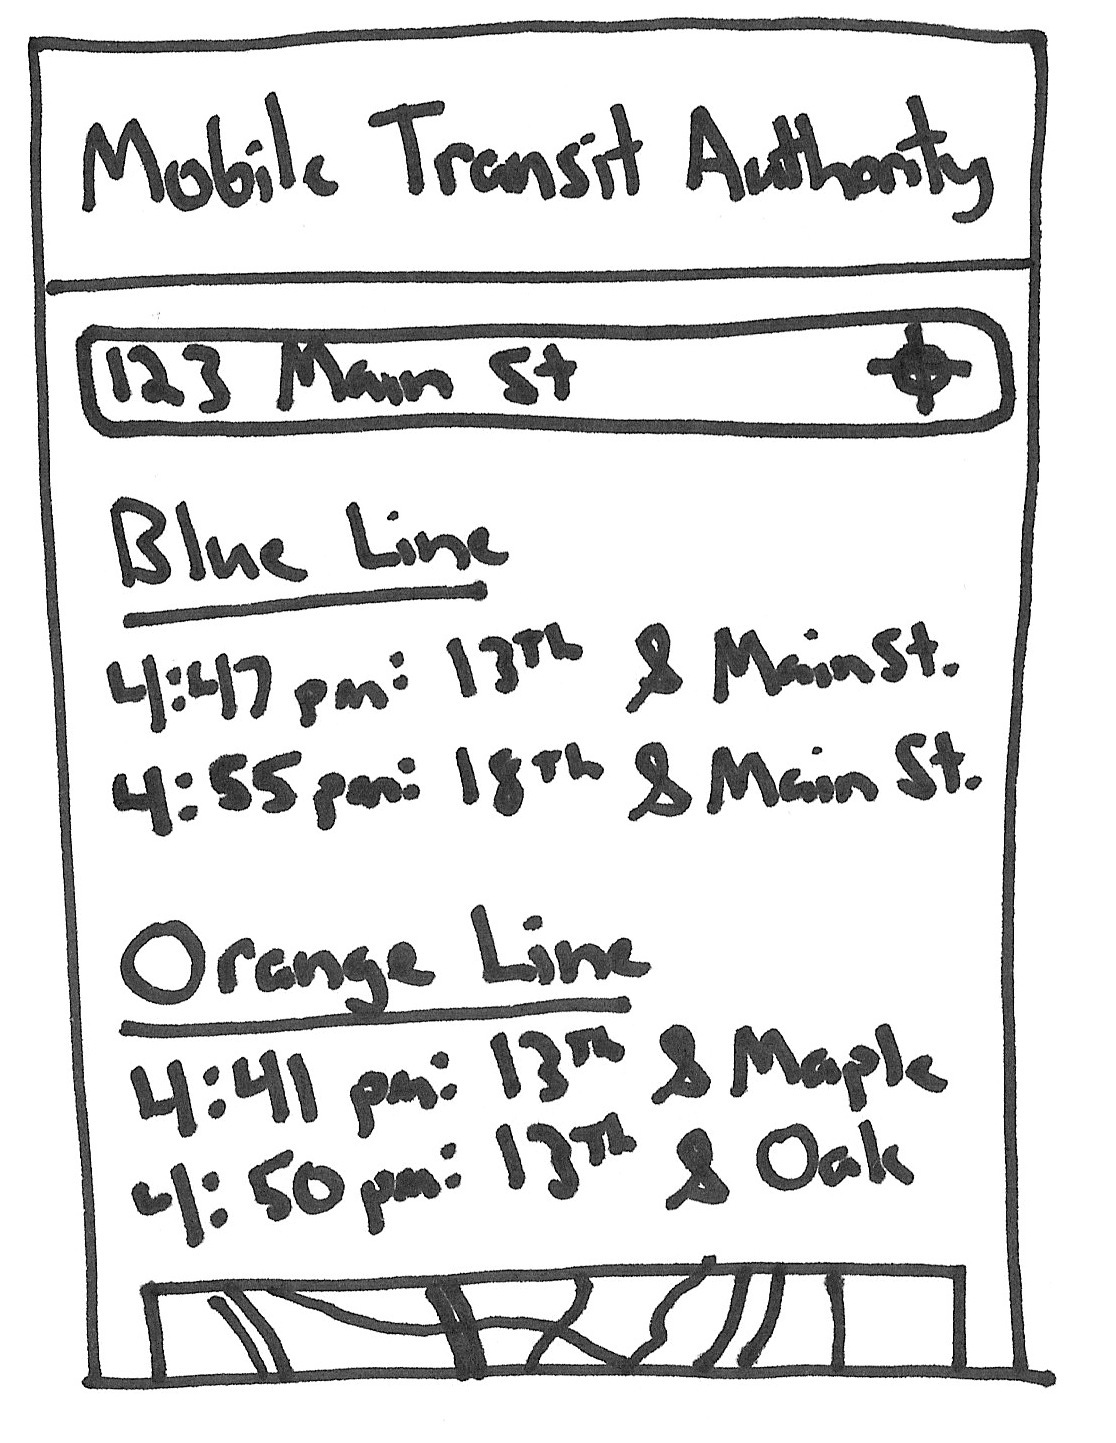 Mobile Transit Authority
123 Main St
Blue Line
4:47 pm: 13th & Main St.
4:55 pm: 18th & Main St.
Orange Line
4:41 pm: 13th & Maple
4:50 pm: 13th & Oak